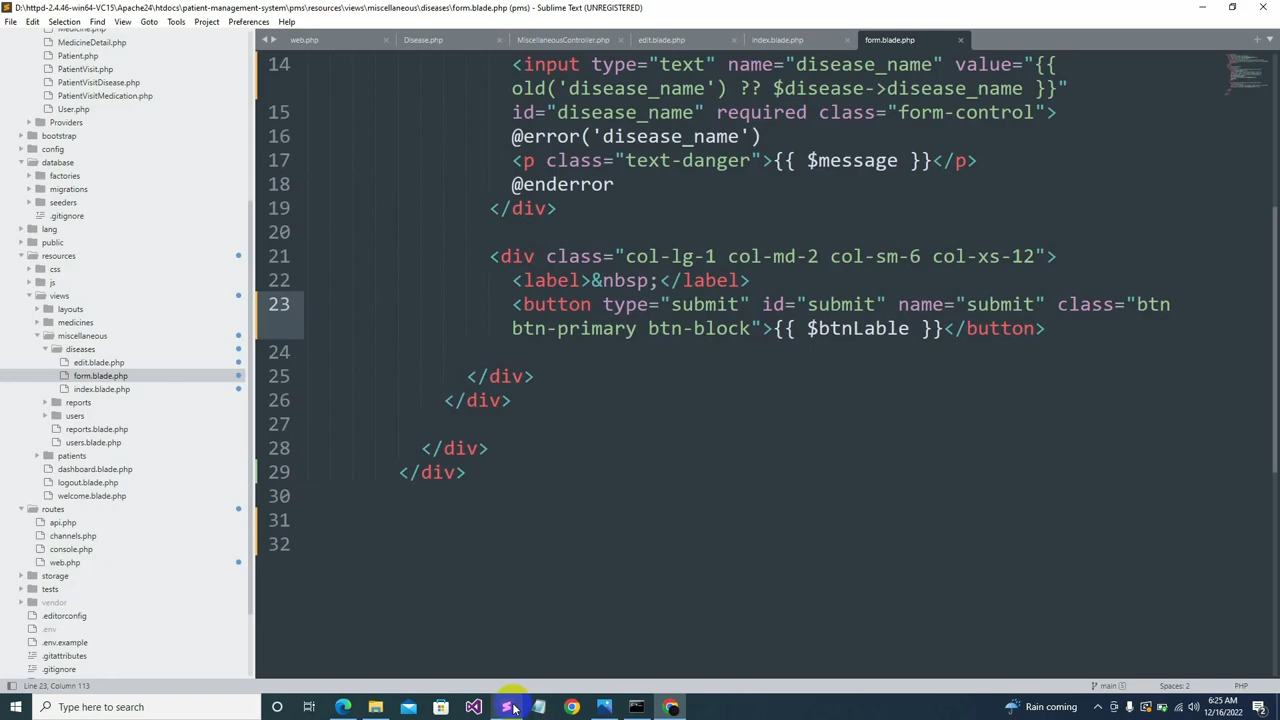 D:\httpd-2.4.46-win64-VC15\Apache24\htdocs\patient-management-system\pms\resources\views\miscellaneous\diseases\form.blade.php (pms) - Sublime Text (UNREGISTERED)
File Edit Selection Find View Goto Tools Project Preferences Help
web.php Disease.php MiscellaneousController.php edit.blade.php index.blade.php form.blade.php
Medicine.php
MedicineDetail.php
Patient.php
PatientVisit.php
PatientVisitDisease.php
PatientVisitMedication.php
User.php
Providers
bootstrap
config
database
factories
migrations
seeders
.gitignore
lang
public
resources
css
js
views
layouts
medicines
miscellaneous
diseases
edit.blade.php
form.blade.php
index.blade.php
reports
users
reports.blade.php
users.blade.php
patients
dashboard.blade.php
logout.blade.php
welcome.blade.php
routes
api.php
channels.php
console.php
web.php
storage
tests
vendor
.editorconfig
.env
.env.example
.gitattributes
.gitignore
14 <input type="text" name="disease_name" value="{{
old('disease_name') ?? $disease->disease_name }}"
15 id="disease_name" required class="form-control">
16 @error('disease_name')
17 <p class="text-danger">{{ $message }}</p>
18 @enderror
19 </div>
20
21 <div class="col-lg-1 col-md-2 col-sm-6 col-xs-12">
22 <label>&nbsp;</label>
23 <button type="submit" id="submit" name="submit" class="btn
btn-primary btn-block">{{ $btnLable }}</button>
24
25 </div>
26 </div>
27
28 </div>
29 </div>
30
31
32
Line 23, Column 113 main 5 Spaces: 2 PHP
Type here to search Rain coming 6:25 AM
12/16/2022